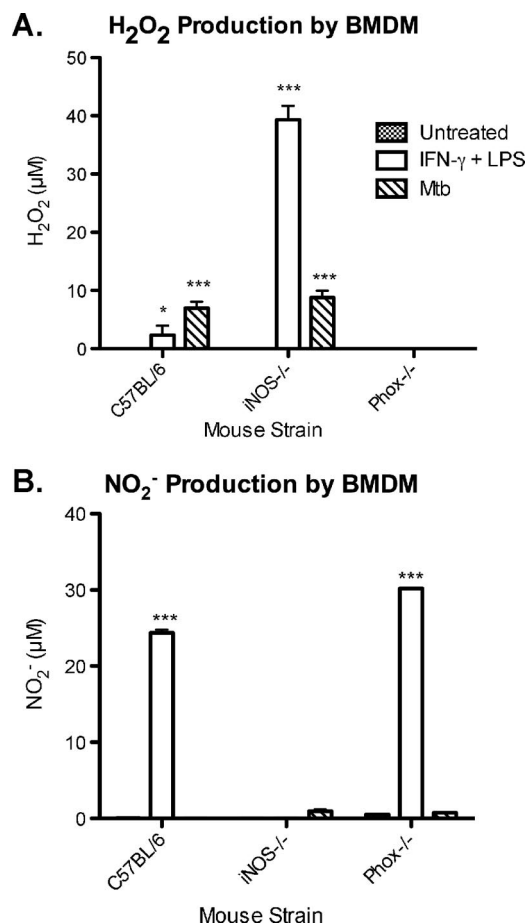 A. H₂O₂ Production by BMDM
50
40
30
20
10
0
H₂O₂ (µM)
*
***
***
***
Untreated
IFN-γ + LPS
Mtb
C57BL/6
iNOS-/-
Phox-/-
Mouse Strain
B. NO₂⁻ Production by BMDM
40
30
20
10
0
NO₂⁻ (µM)
***
***
C57BL/6
iNOS-/-
Phox-/-
Mouse Strain